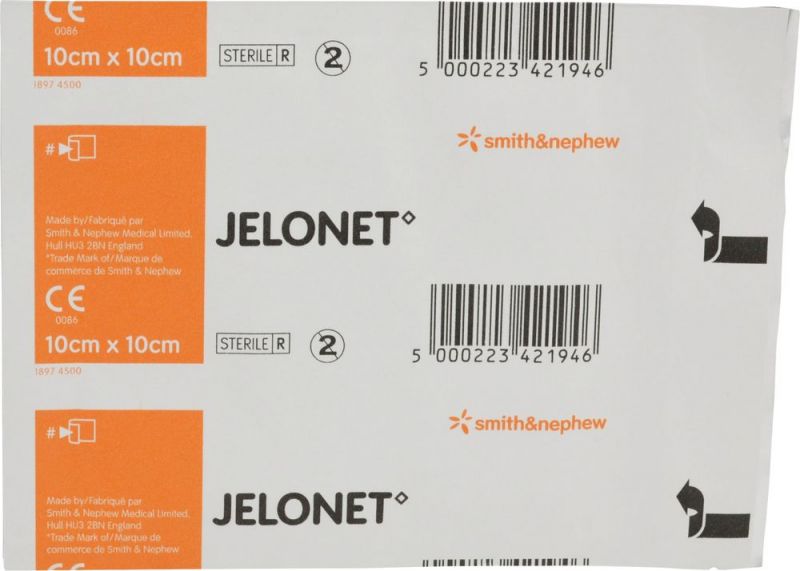 CE
0086
10cm x 10cm
STERILE R
2
5 000223 421946
1897 4500
#
smith&nephew
Made by/Fabriqué par
Smith & Nephew Medical Limited,
Hull HU3 2BN England
*Trade Mark of/Marque de
commerce de Smith & Nephew
JELONET◊
CE
0086
10cm x 10cm
STERILE R
2
5 000223 421946
1897 4500
#
smith&nephew
Made by/Fabriqué par
Smith & Nephew Medical Limited,
Hull HU3 2BN England
*Trade Mark of/Marque de
commerce de Smith & Nephew
JELONET◊